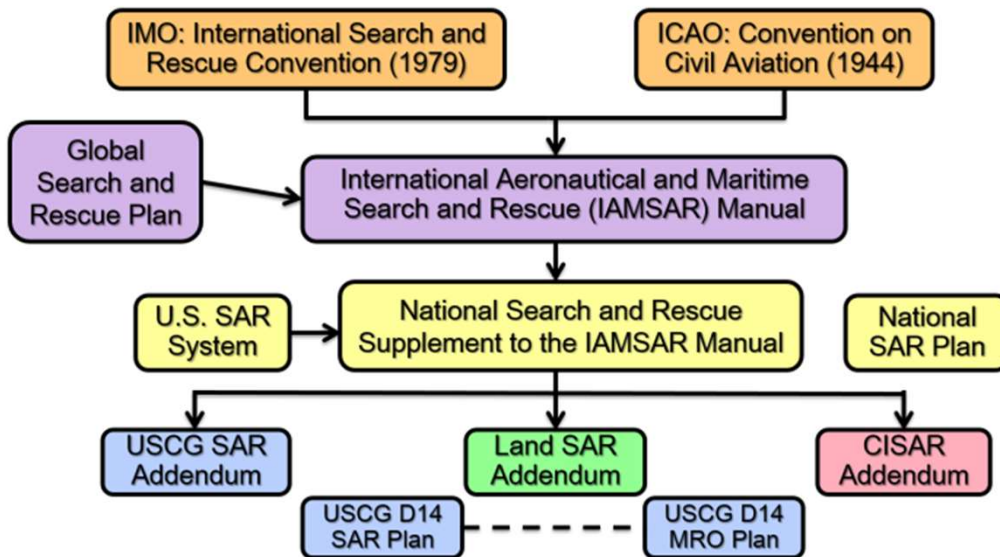 IMO: International Search and
Rescue Convention (1979)
ICAO: Convention on
Civil Aviation (1944)
Global
Search and
Rescue Plan
International Aeronautical and Maritime
Search and Rescue (IAMSAR) Manual
U.S. SAR
System
National Search and Rescue
Supplement to the IAMSAR Manual
National
SAR Plan
USCG SAR
Addendum
Land SAR
Addendum
CISAR
Addendum
USCG D14
SAR Plan
USCG D14
MRO Plan